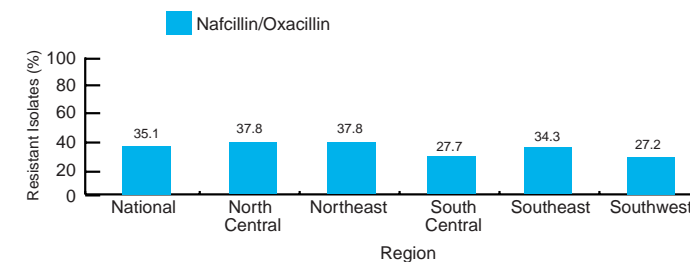 Nafcillin/Oxacillin
Resistant Isolates (%)
100
80
60
40
20
0
35.1
37.8
37.8
27.7
34.3
27.2
National
North
Central
Northeast
South
Central
Southeast
Southwest
Region